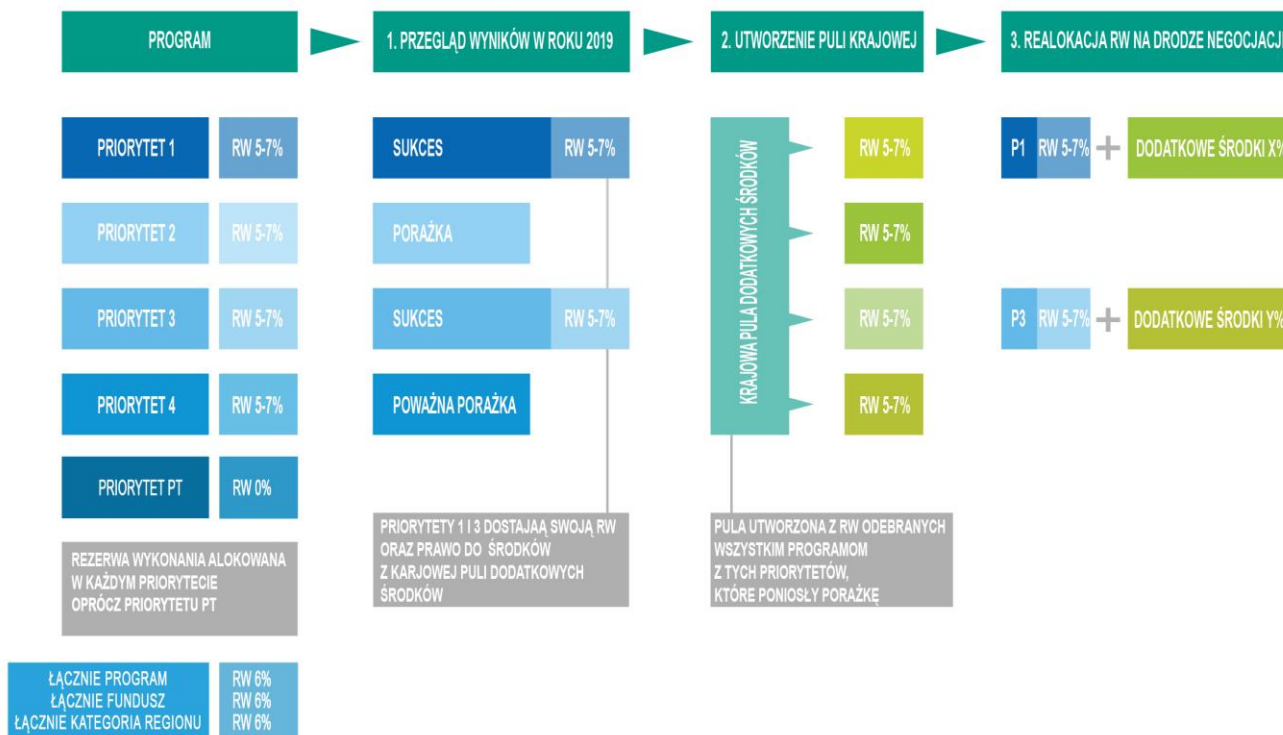 PROGRAM
1. PRZEGLĄD WYNIKÓW W ROKU 2019
2. UTWORZENIE PULI KRAJOWEJ
3. REALOKACJA RW NA DRODZE NEGOCJACJI
PRIORYTET 1
RW 5-7%
PRIORYTET 2
RW 5-7%
PRIORYTET 3
RW 5-7%
PRIORYTET 4
RW 5-7%
PRIORYTET PT
RW 0%
REZERWA WYKONANIA ALOKOWANA
W KAŻDYM PRIORYTECIE
OPRÓCZ PRIORYTETU PT
ŁĄCZNIE PROGRAM
RW 6%
ŁĄCZNIE FUNDUSZ
RW 6%
ŁĄCZNIE KATEGORIA REGIONU
RW 6%
SUKCES
RW 5-7%
PORAŻKA
SUKCES
RW 5-7%
POWAŻNA PORAŻKA
PRIORYTETY 1 I 3 DOSTAJAĄ SWOJĄ RW
ORAZ PRAWO DO ŚRODKÓW
Z KARJOWEJ PULI DODATKOWYCH
ŚRODKÓW
KRAJOWA PULA DODATKOWYCH ŚRODKÓW
RW 5-7%
RW 5-7%
RW 5-7%
RW 5-7%
PULA UTWORZONA Z RW ODEBRANYCH
WSZYSTKIM PROGRAMOM
Z TYCH PRIORYTETÓW,
KTÓRE PONIOSŁY PORAŻKĘ
P1 RW 5-7% + DODATKOWE ŚRODKI X%
P3 RW 5-7% + DODATKOWE ŚRODKI Y%